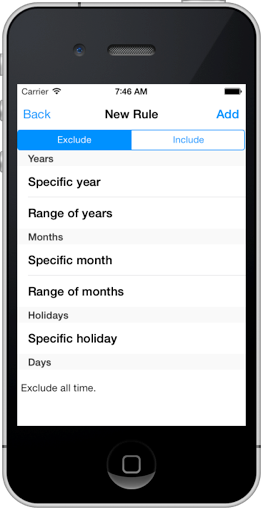 Carrier 7:46 AM
Back New Rule Add
Exclude Include
Years
Specific year
Range of years
Months
Specific month
Range of months
Holidays
Specific holiday
Days
Exclude all time.